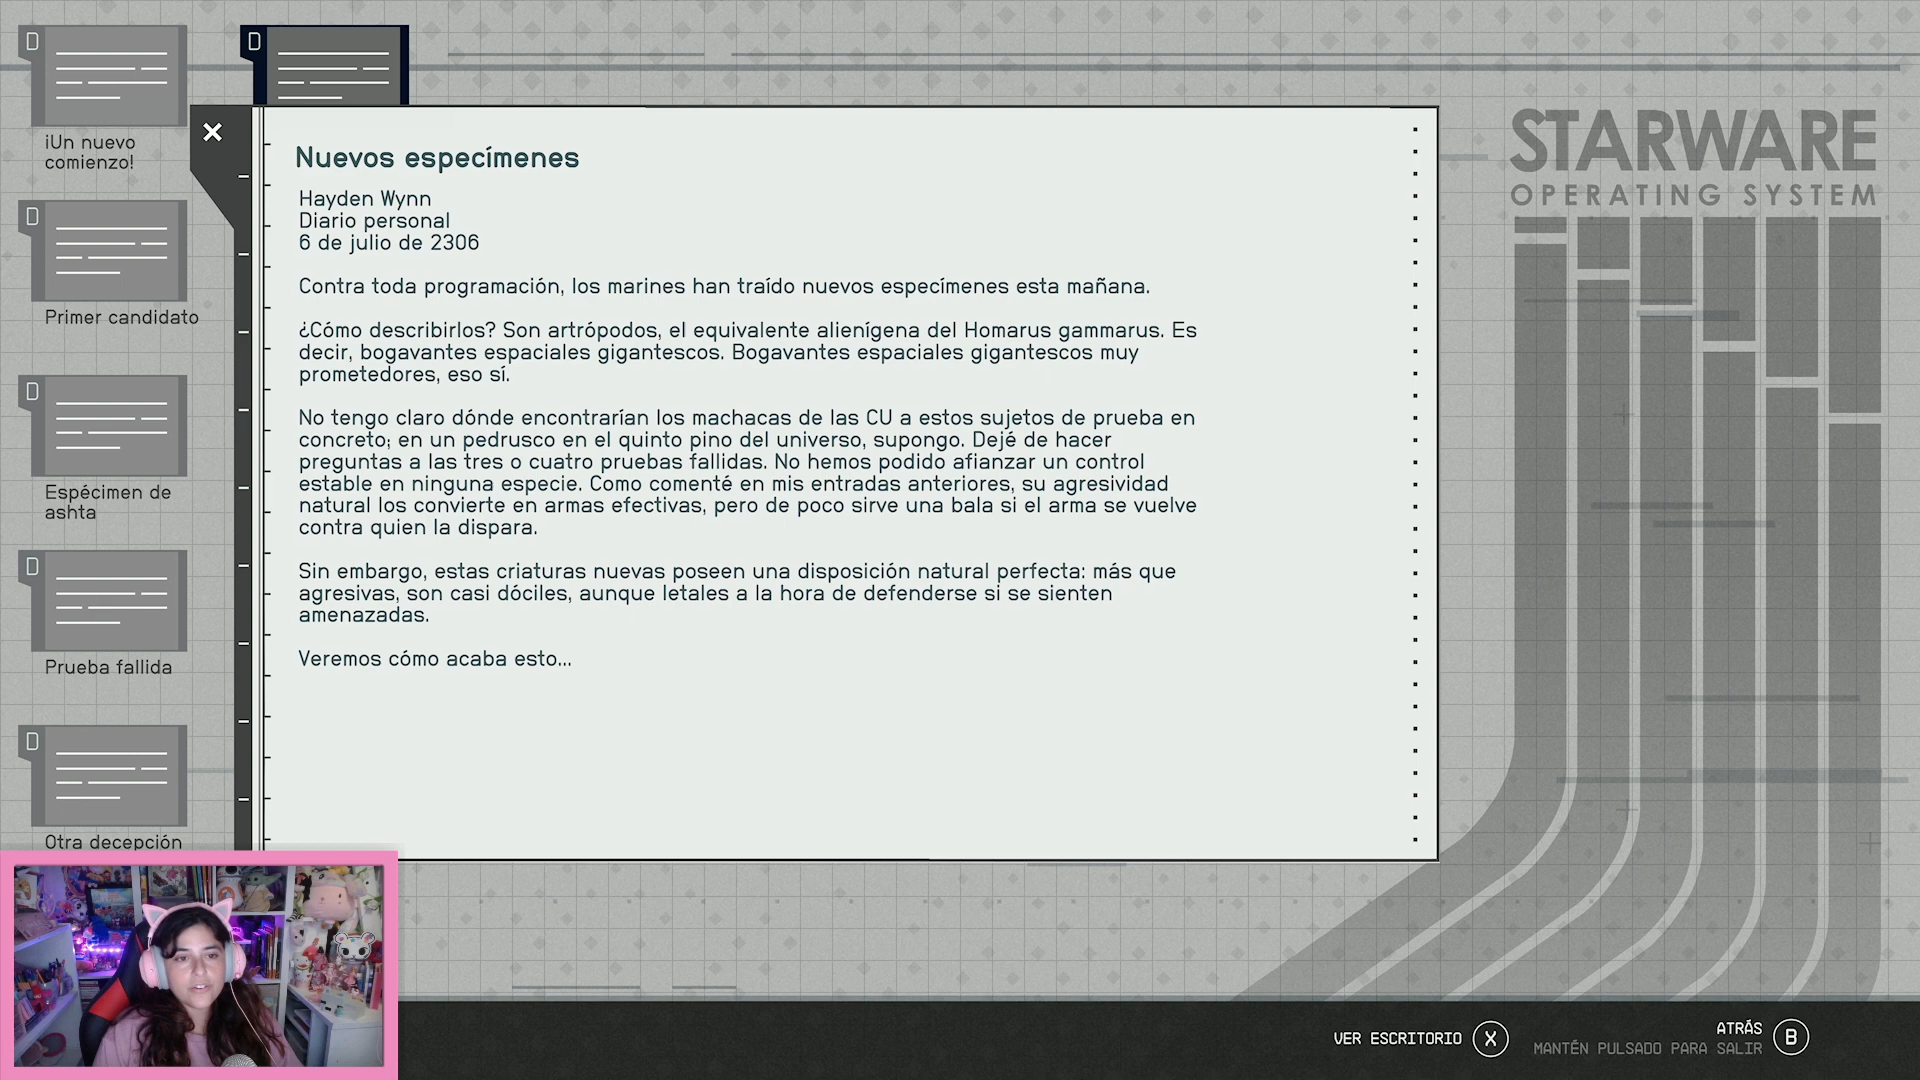 D
¡Un nuevo
comienzo!
D
Primer candidato
D
Espécimen de
ashta
D
Prueba fallida
D
Otra decepción
D
Nuevos especímenes
Hayden Wynn
Diario personal
6 de julio de 2306
Contra toda programación, los marines han traído nuevos especímenes esta mañana.
¿Cómo describirlos? Son artrópodos, el equivalente alienígena del Homarus gammarus. Es
decir, bogavantes espaciales gigantescos. Bogavantes espaciales gigantescos muy
prometedores, eso sí.
No tengo claro dónde encontrarían los machacas de las CU a estos sujetos de prueba en
concreto; en un pedrusco en el quinto pino del universo, supongo. Dejé de hacer
preguntas a las tres o cuatro pruebas fallidas. No hemos podido afianzar un control
estable en ninguna especie. Como comenté en mis entradas anteriores, su agresividad
natural los convierte en armas efectivas, pero de poco sirve una bala si el arma se vuelve
contra quien la dispara.
Sin embargo, estas criaturas nuevas poseen una disposición natural perfecta: más que
agresivas, son casi dóciles, aunque letales a la hora de defenderse si se sienten
amenazadas.
Veremos cómo acaba esto...
STARWARE
OPERATING SYSTEM
VER ESCRITORIO X
ATRÁS B
MANTÉN PULSADO PARA SALIR